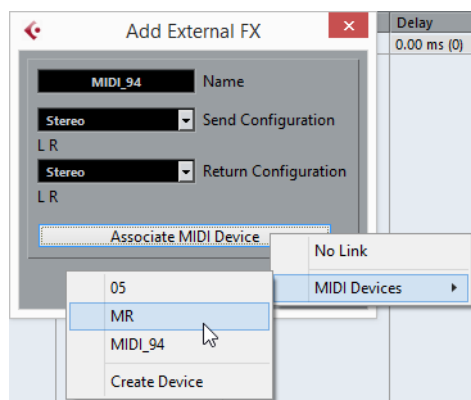 Add External FX
Delay
0.00 ms (0)
MIDI_94 Name
Stereo Send Configuration
L R
Stereo Return Configuration
L R
Associate MIDI Device
No Link
MIDI Devices
05
MR
MIDI_94
Create Device